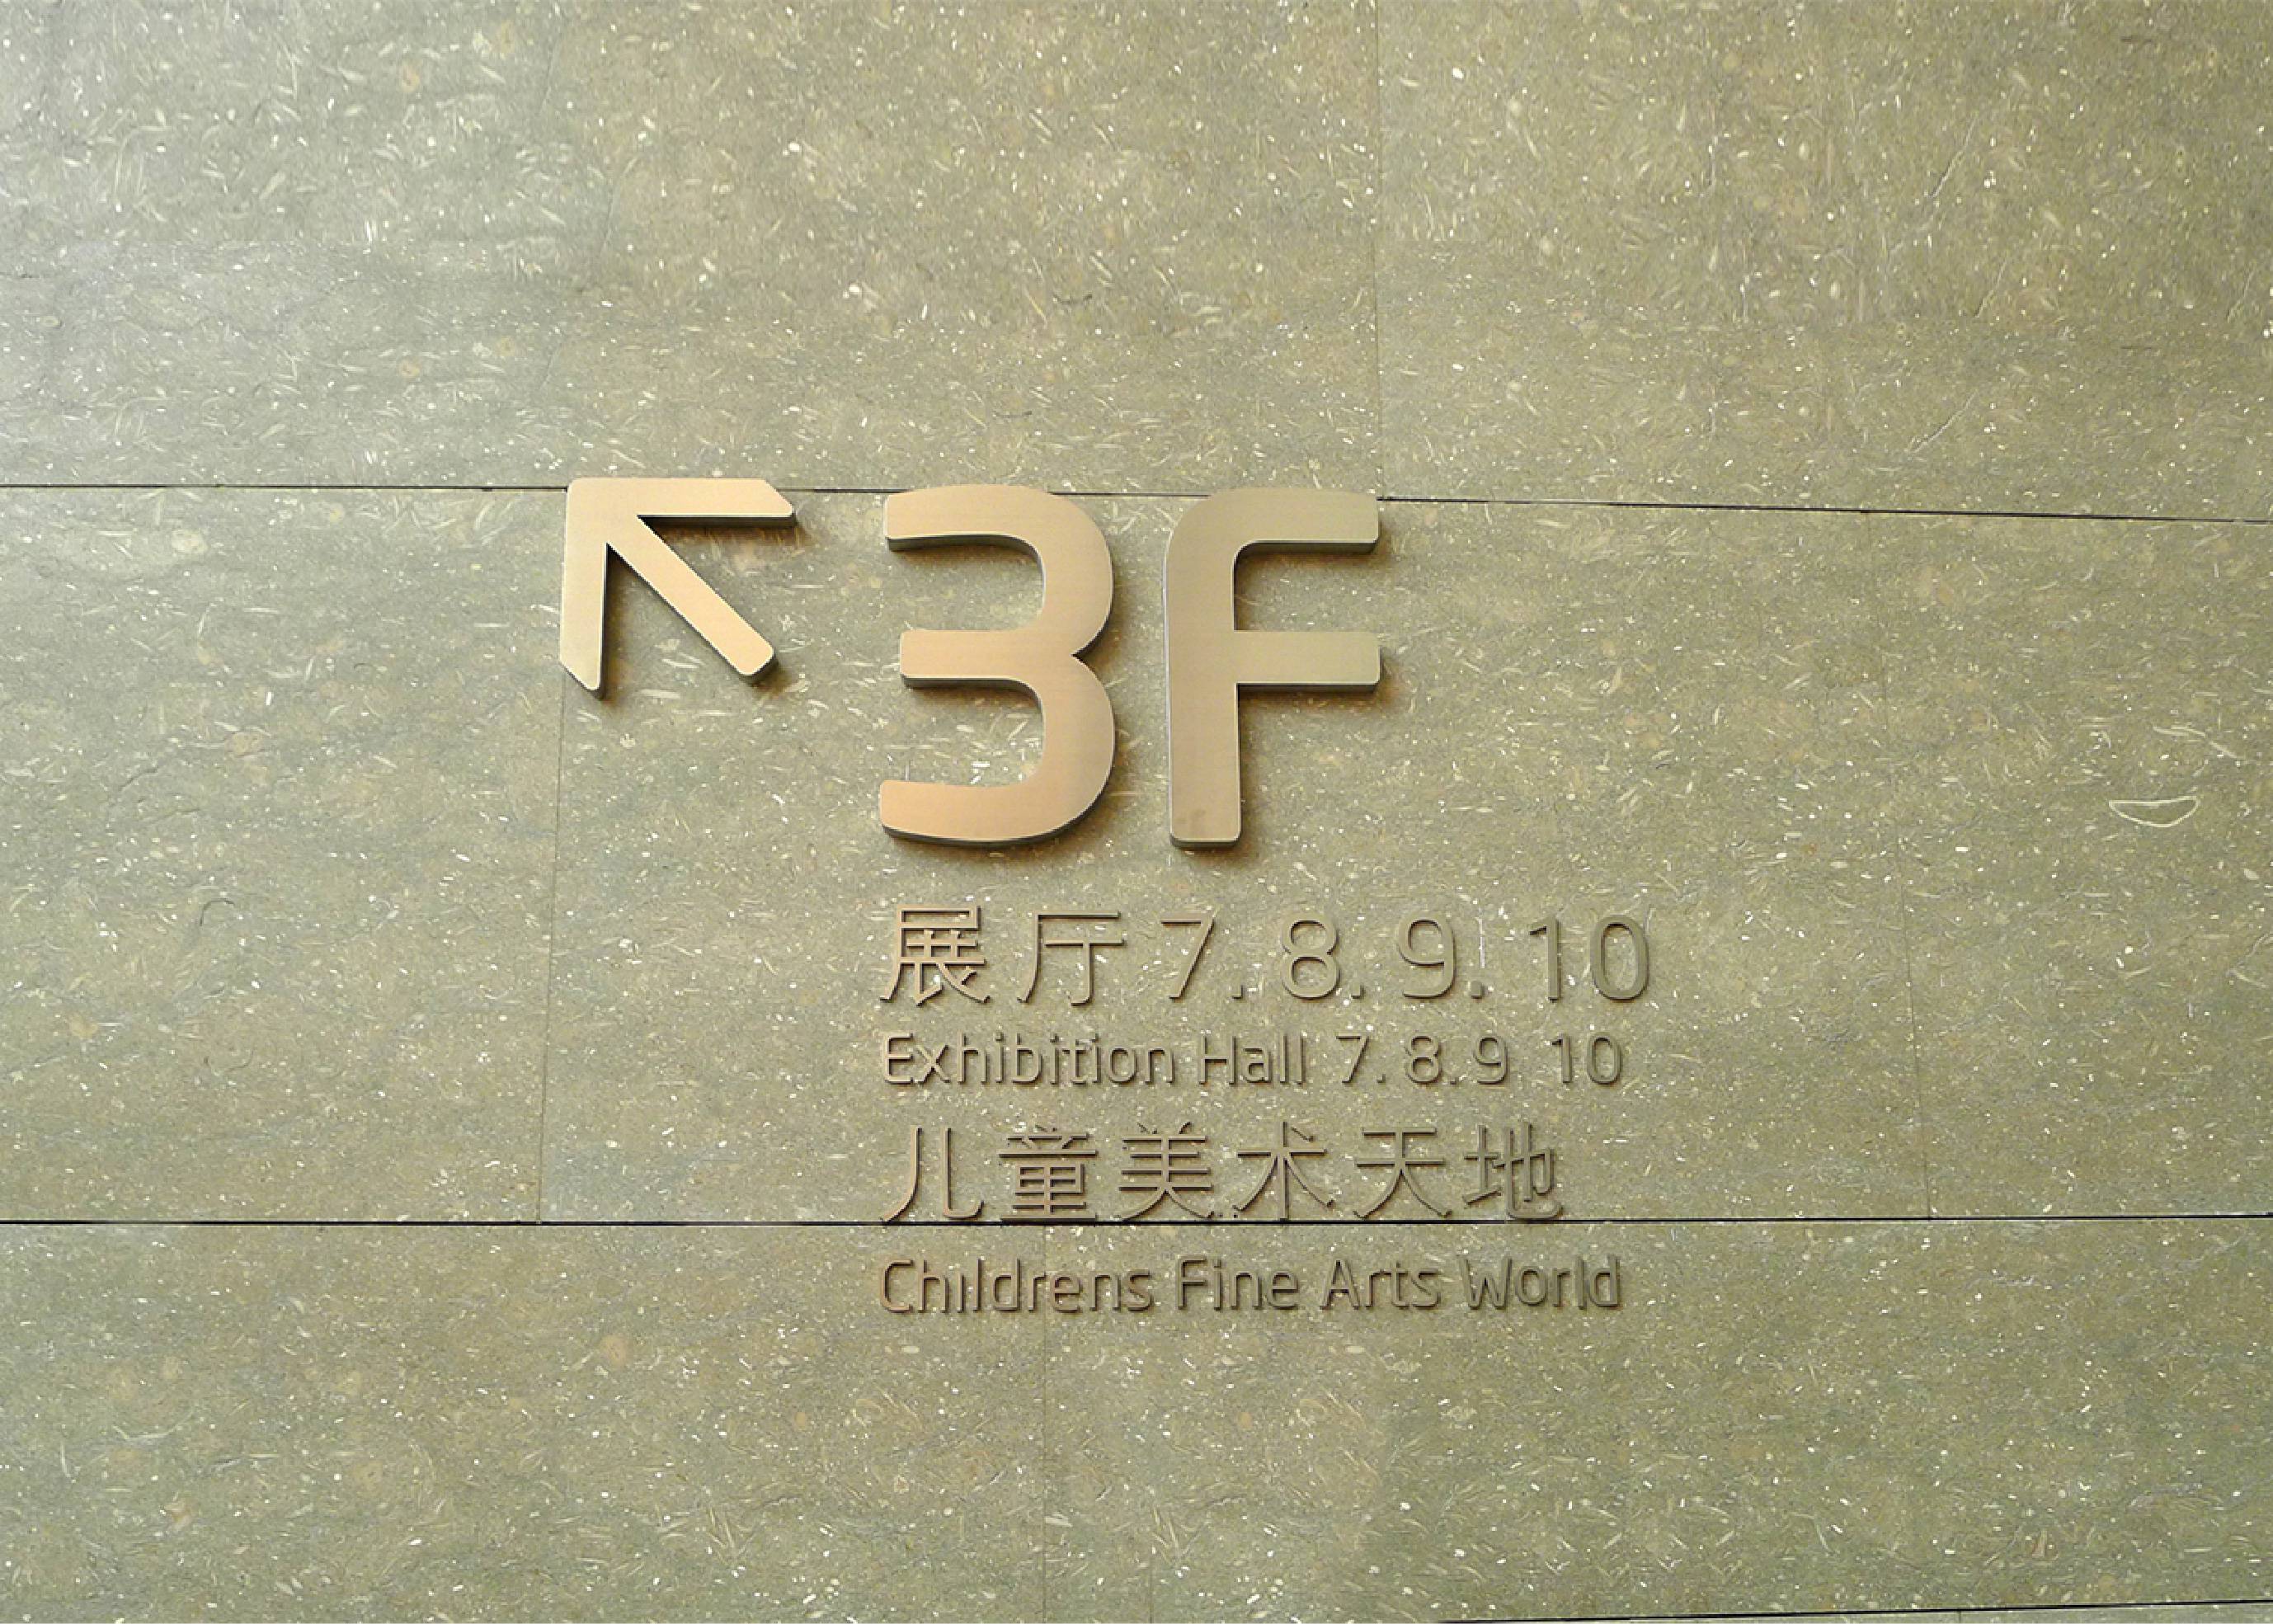 3F
展厅7.8.9.10
Exhibition Hall 7.8.9 10
儿童美术天地
Childrens Fine Arts World